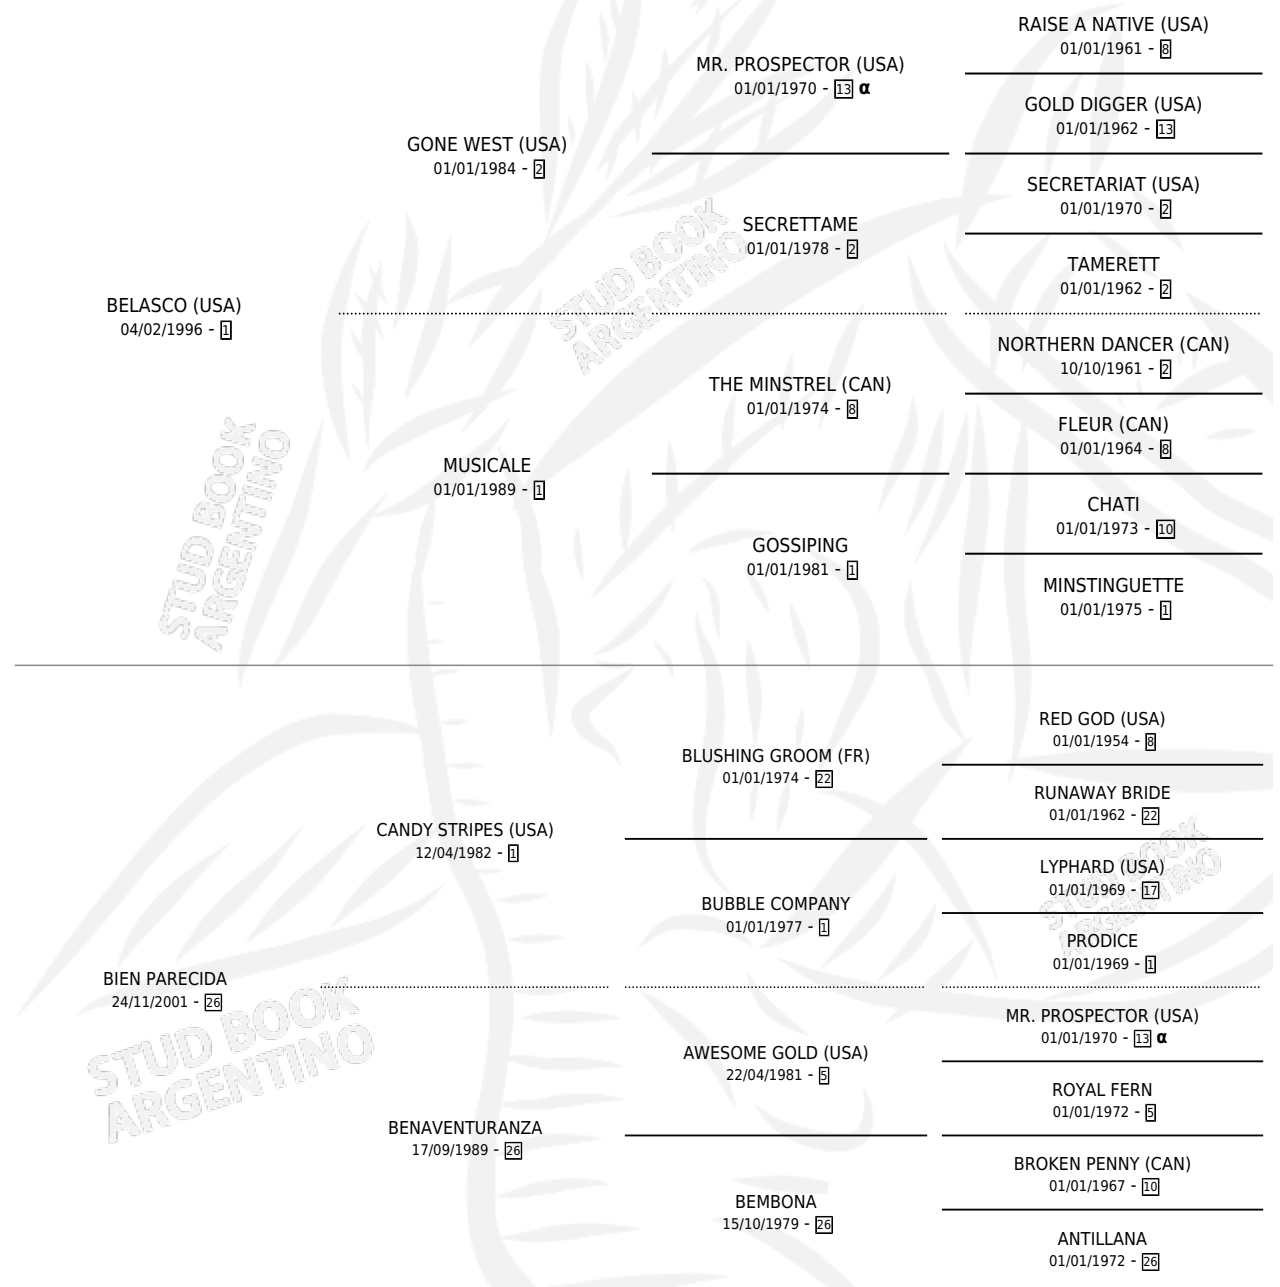 RAISE A NATIVE (USA)
01/01/1961 - 8
MR. PROSPECTOR (USA)
01/01/1970 - 13 α
GOLD DIGGER (USA)
01/01/1962 - 13
GONE WEST (USA)
01/01/1984 - 2
SECRETARIAT (USA)
01/01/1970 - 2
SECRETTAME
01/01/1978 - 2
TAMERETT
01/01/1962 - 2
BELASCO (USA)
04/02/1996 - 1
NORTHERN DANCER (CAN)
10/10/1961 - 2
THE MINSTREL (CAN)
01/01/1974 - 8
FLEUR (CAN)
01/01/1964 - 8
MUSICALE
01/01/1989 - 1
CHATI
01/01/1973 - 10
GOSSIPING
01/01/1981 - 1
MINSTINGUETTE
01/01/1975 - 1
RED GOD (USA)
01/01/1954 - 8
BLUSHING GROOM (FR)
01/01/1974 - 22
RUNAWAY BRIDE
01/01/1962 - 22
CANDY STRIPES (USA)
12/04/1982 - 1
LYPHARD (USA)
01/01/1969 - 17
BUBBLE COMPANY
01/01/1977 - 1
PRODICE
01/01/1969 - 1
BIEN PARECIDA
24/11/2001 - 26
MR. PROSPECTOR (USA)
01/01/1970 - 13 α
AWESOME GOLD (USA)
22/04/1981 - 5
ROYAL FERN
01/01/1972 - 5
BENAVENTURANZA
17/09/1989 - 26
BROKEN PENNY (CAN)
01/01/1967 - 10
BEMBONA
15/10/1979 - 26
ANTILLANA
01/01/1972 - 26
STUD BOOK
ARGENTINO
STUD BOOK
ARGENTINO
STUD BOOK
ARGENTINO
STUD BOOK
ARGENTINO